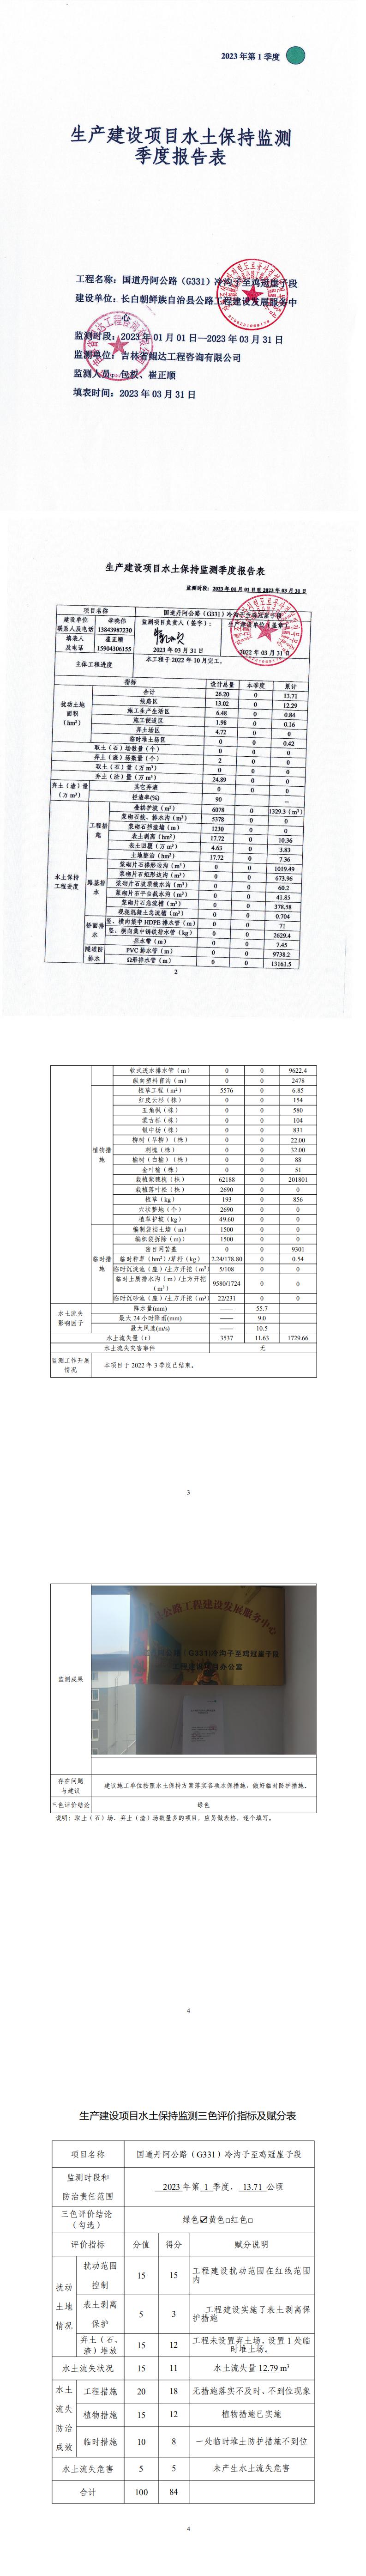 2023 年第 1 季度
生产建设项目水土保持监测
季度报告表
工程名称：国道丹阿公路（G331）冷沟子至鸡冠崖子段
建设单位：长白朝鲜族自治县公路工程建设发展服务中
心
监测时段：2023 年 01 月 01 日—2023 年 03 月 31 日
监测单位：吉林省鲲达工程咨询有限公司
监测人员：包权、崔正顺
填表时间：2023 年 03 月 31 日
生产建设项目水土保持监测季度报告表
监测时段：2023 年 01 月 01 日至 2023 年 03 月 31 日
项目名称 国道丹阿公路（G331）冷沟子至鸡冠崖子段
建设单位联系人及电话 李晓伟 13843987230 监测项目负责人（签字）： 生产建设单位（盖章）
填表人及电话 崔正顺 15904306155 2023 年 03 月 31 日 2022 年 03 月 31 日
主体工程进度 本工程于 2022 年 10 月完工。
指标 设计总量 本季度 累计
扰动土地面积（hm²） 合计 26.20 0 13.71
线路区 13.02 0 12.29
施工生产生活区 6.48 0 0.84
施工便道区 1.98 0 0.16
弃土场区 4.72 0 0
临时堆土场区 0 0 0.42
取土（石）场数量（个） 0 0 0
弃土（渣）场数量（个） 2 0 0
取土（石）量（万 m³） 0 0 0
弃土（渣）量（万 m³） 弃土（渣）量（万 m³） 24.89 0 0
其它弃渣 0 0 0
拦渣率(%) 90 —
水土保持工程进度 工程措施 叠拱护坡（m²） 6078 0 1329.3（m³）
浆砌石截、排水沟（m³） 5378 0 0
浆砌石挡渣墙（m） 1230 0 0
表土剥离（hm²） 17.72 0 10.36
表土回覆（万 m³） 4.63 0 3.83
土地整治（hm²） 17.72 0 7.36
路基排水 浆砌片石梯形边沟（m³） 0 0 1019.49
浆砌片石矩形边沟（m³） 0 0 673.96
浆砌片石坡顶截水沟（m³） 0 0 60.2
浆砌片石平台截水沟（m³） 0 0 41.85
浆砌片石急流槽（m³） 0 0 378.58
现浇混凝土急流槽（m³） 0 0 0.704
桥面排水 竖、横向集中 HDPE 排水管（m） 0 0 71
竖、横向集中铸铁排水管（kg） 0 0 2629.4
拦水管（m） 0 0 7.45
隧道防排水 PVC 排水管（m） 0 0 9738.2
Ω形排水管（m） 0 0 13161.5
2
软式透水排水管（m） 0 0 9622.4
纵向塑料盲沟（m） 0 0 2478
植物措施 植草工程（m²） 5576 0 6.85
红皮云杉（株） 0 0 154
五角枫（株） 0 0 580
蒙古栎（株） 0 0 104
银中杨（株） 0 0 831
柳树（旱柳）（株） 0 0 22.00
刺槐（株） 0 0 32.00
榆树（白榆）（株） 0 0 88
金叶榆（株） 0 0 51
栽植紫穗槐（株） 62188 0 201801
栽植落叶松（株） 2690 0 0
植草（kg） 193 0 856
穴状整地（个） 2690 0 0
植草护坡（kg） 49.60 0 0
临时措施 编制袋挡土墙（m） 1500 0 0
编织袋拆除（m） 1500 0 0
密目网苫盖 0 0 9301
临时种草（hm²）/草籽（kg） 2.24/178.80 0 0.54
临时沉淀池（座）/土方开挖（m³） 5/108 0 0
临时土质排水沟（m）/土方开挖（m³） 9580/1724 0 0
临时沉砂池（座）/土方开挖（m³） 22/231 0 0
水土流失影响因子 降水量(mm) —— 55.7
最大 24 小时降雨(mm) —— 9.0
最大风速(m/s) —— 10.5
水土流失量（t） 3537 11.63 1729.66
水土流失灾害事件 无
监测工作开展情况 本项目于 2022 年 3 季度已结束。
3
监测成果
公路工程建设发展服务中心
（G331)冷沟子至鸡冠崖子段
办公室
存在问题与建议 建议施工单位按照水土保持方案落实各项水保措施，做好临时防护措施。
三色评价结论 绿色
说明：取土（石）场、弃土（渣）场数量多的项目，应另做表格，逐个填写。
4
生产建设项目水土保持监测三色评价指标及赋分表
项目名称 国道丹阿公路（G331）冷沟子至鸡冠崖子段
监测时段和防治责任范围 2023 年第 1 季度，13.71 公顷
三色评价结论（勾选） 绿色☑黄色□红色□
评价指标 分值 得分 赋分说明
扰动土地情况 扰动范围控制 15 15 工程建设扰动范围在红线范围内
表土剥离保护 5 3 工程建设实施了表土剥离保护措施
弃土（石、渣）堆放 15 12 工程未设置弃土场，设置 1 处临时堆土场。
水土流失状况 15 11 水土流失量 12.79 m³
水土流失防治成效 工程措施 20 18 无措施落实不及时、不到位现象
植物措施 15 12 植物措施已实施
临时措施 10 8 一处临时堆土防护措施不到位
水土流失危害 5 5 未产生水土流失危害
合计 100 84
4